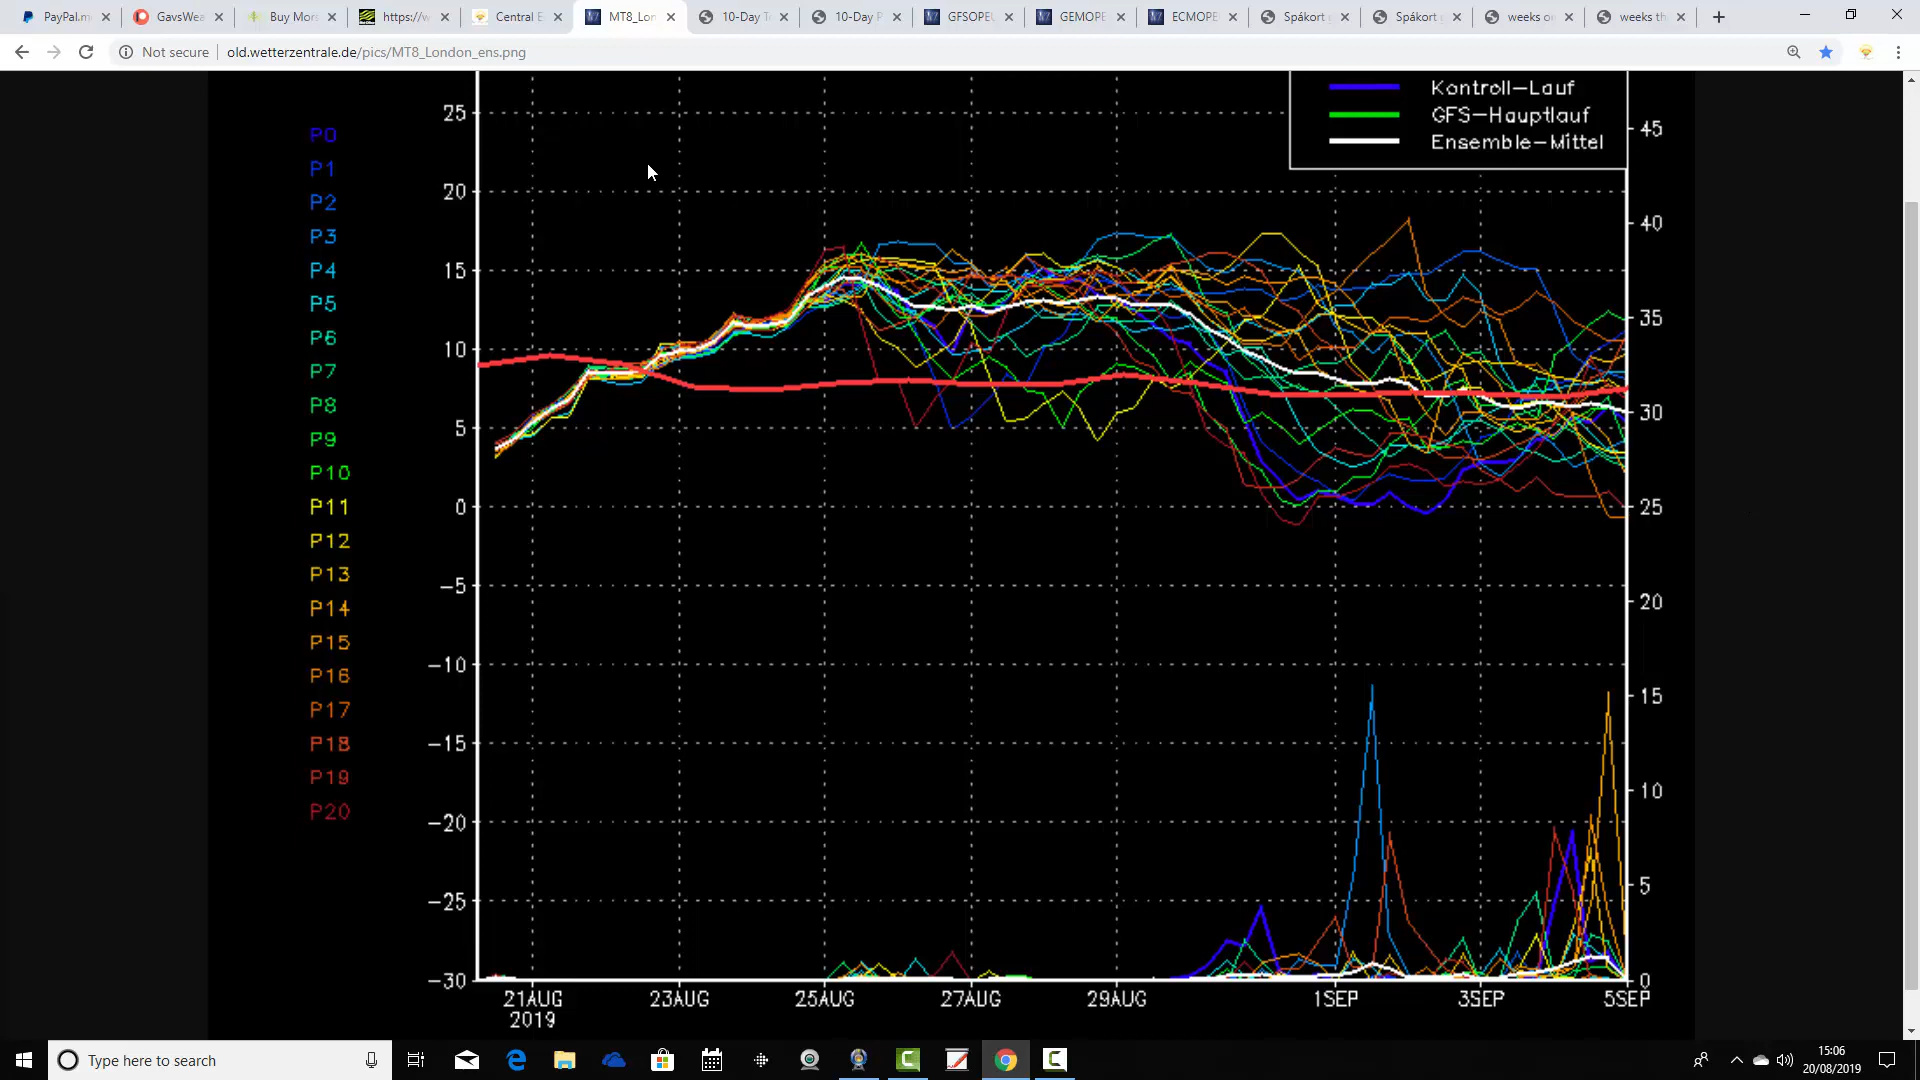 PayPal.m
GavsWea
Buy Mor
https://w
Central E
MT8_Lon
10-Day T
10-Day P
GFSOPEU
GEMOPE
ECMOPE
Spákort
Spákort
weeks o
weeks th
Not secure
old.wetterzentrale.de/pics/MT8_London_ens.png
Kontroll-Lauf
GFS-Hauptlauf
Ensemble-Mittel
P0
P1
P2
P3
P4
P5
P6
P7
P8
P9
P10
P11
P12
P13
P14
P15
P16
P17
P18
P19
P20
25
20
15
10
5
0
-5
-10
-15
-20
-25
-30
45
40
35
30
25
20
15
10
5
0
21AUG
2019
23AUG
25AUG
27AUG
29AUG
1SEP
3SEP
5SEP
Type here to search
15:06
20/08/2019